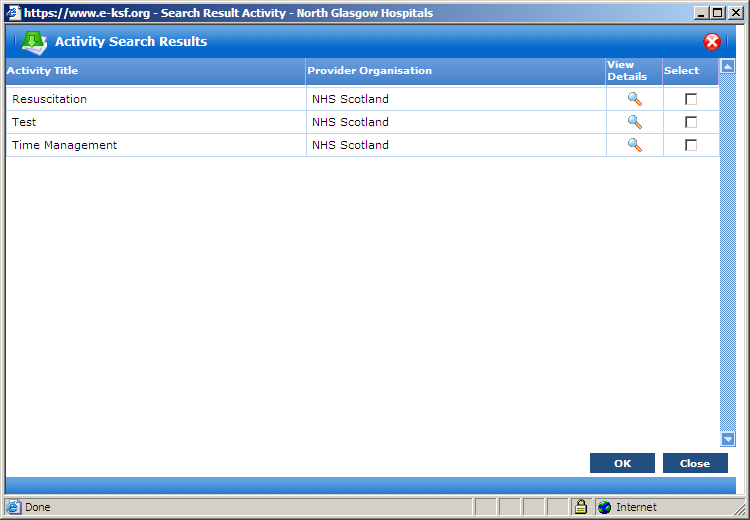 https://www.e-ksf.org - Search Result Activity - North Glasgow Hospitals
Activity Search Results
Activity Title Provider Organisation View Details Select
Resuscitation NHS Scotland
Test NHS Scotland
Time Management NHS Scotland
OK Close
Done Internet